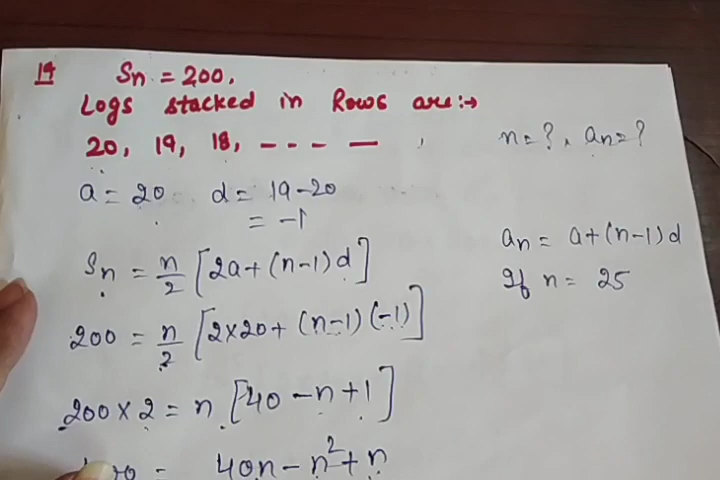 19 Sn = 200.
Logs stacked in Rows are:→
20, 19, 18, - - - —
n = ?, an = ?
a = 20 d = 19-20
= -1
Sn = n/2 [2a+(n-1)d]
200 = n/2 [2×20+(n-1)(-1)]
200 × 2 = n [40 - n + 1]
= 40n - n² + n
an = a+(n-1)d
If n = 25